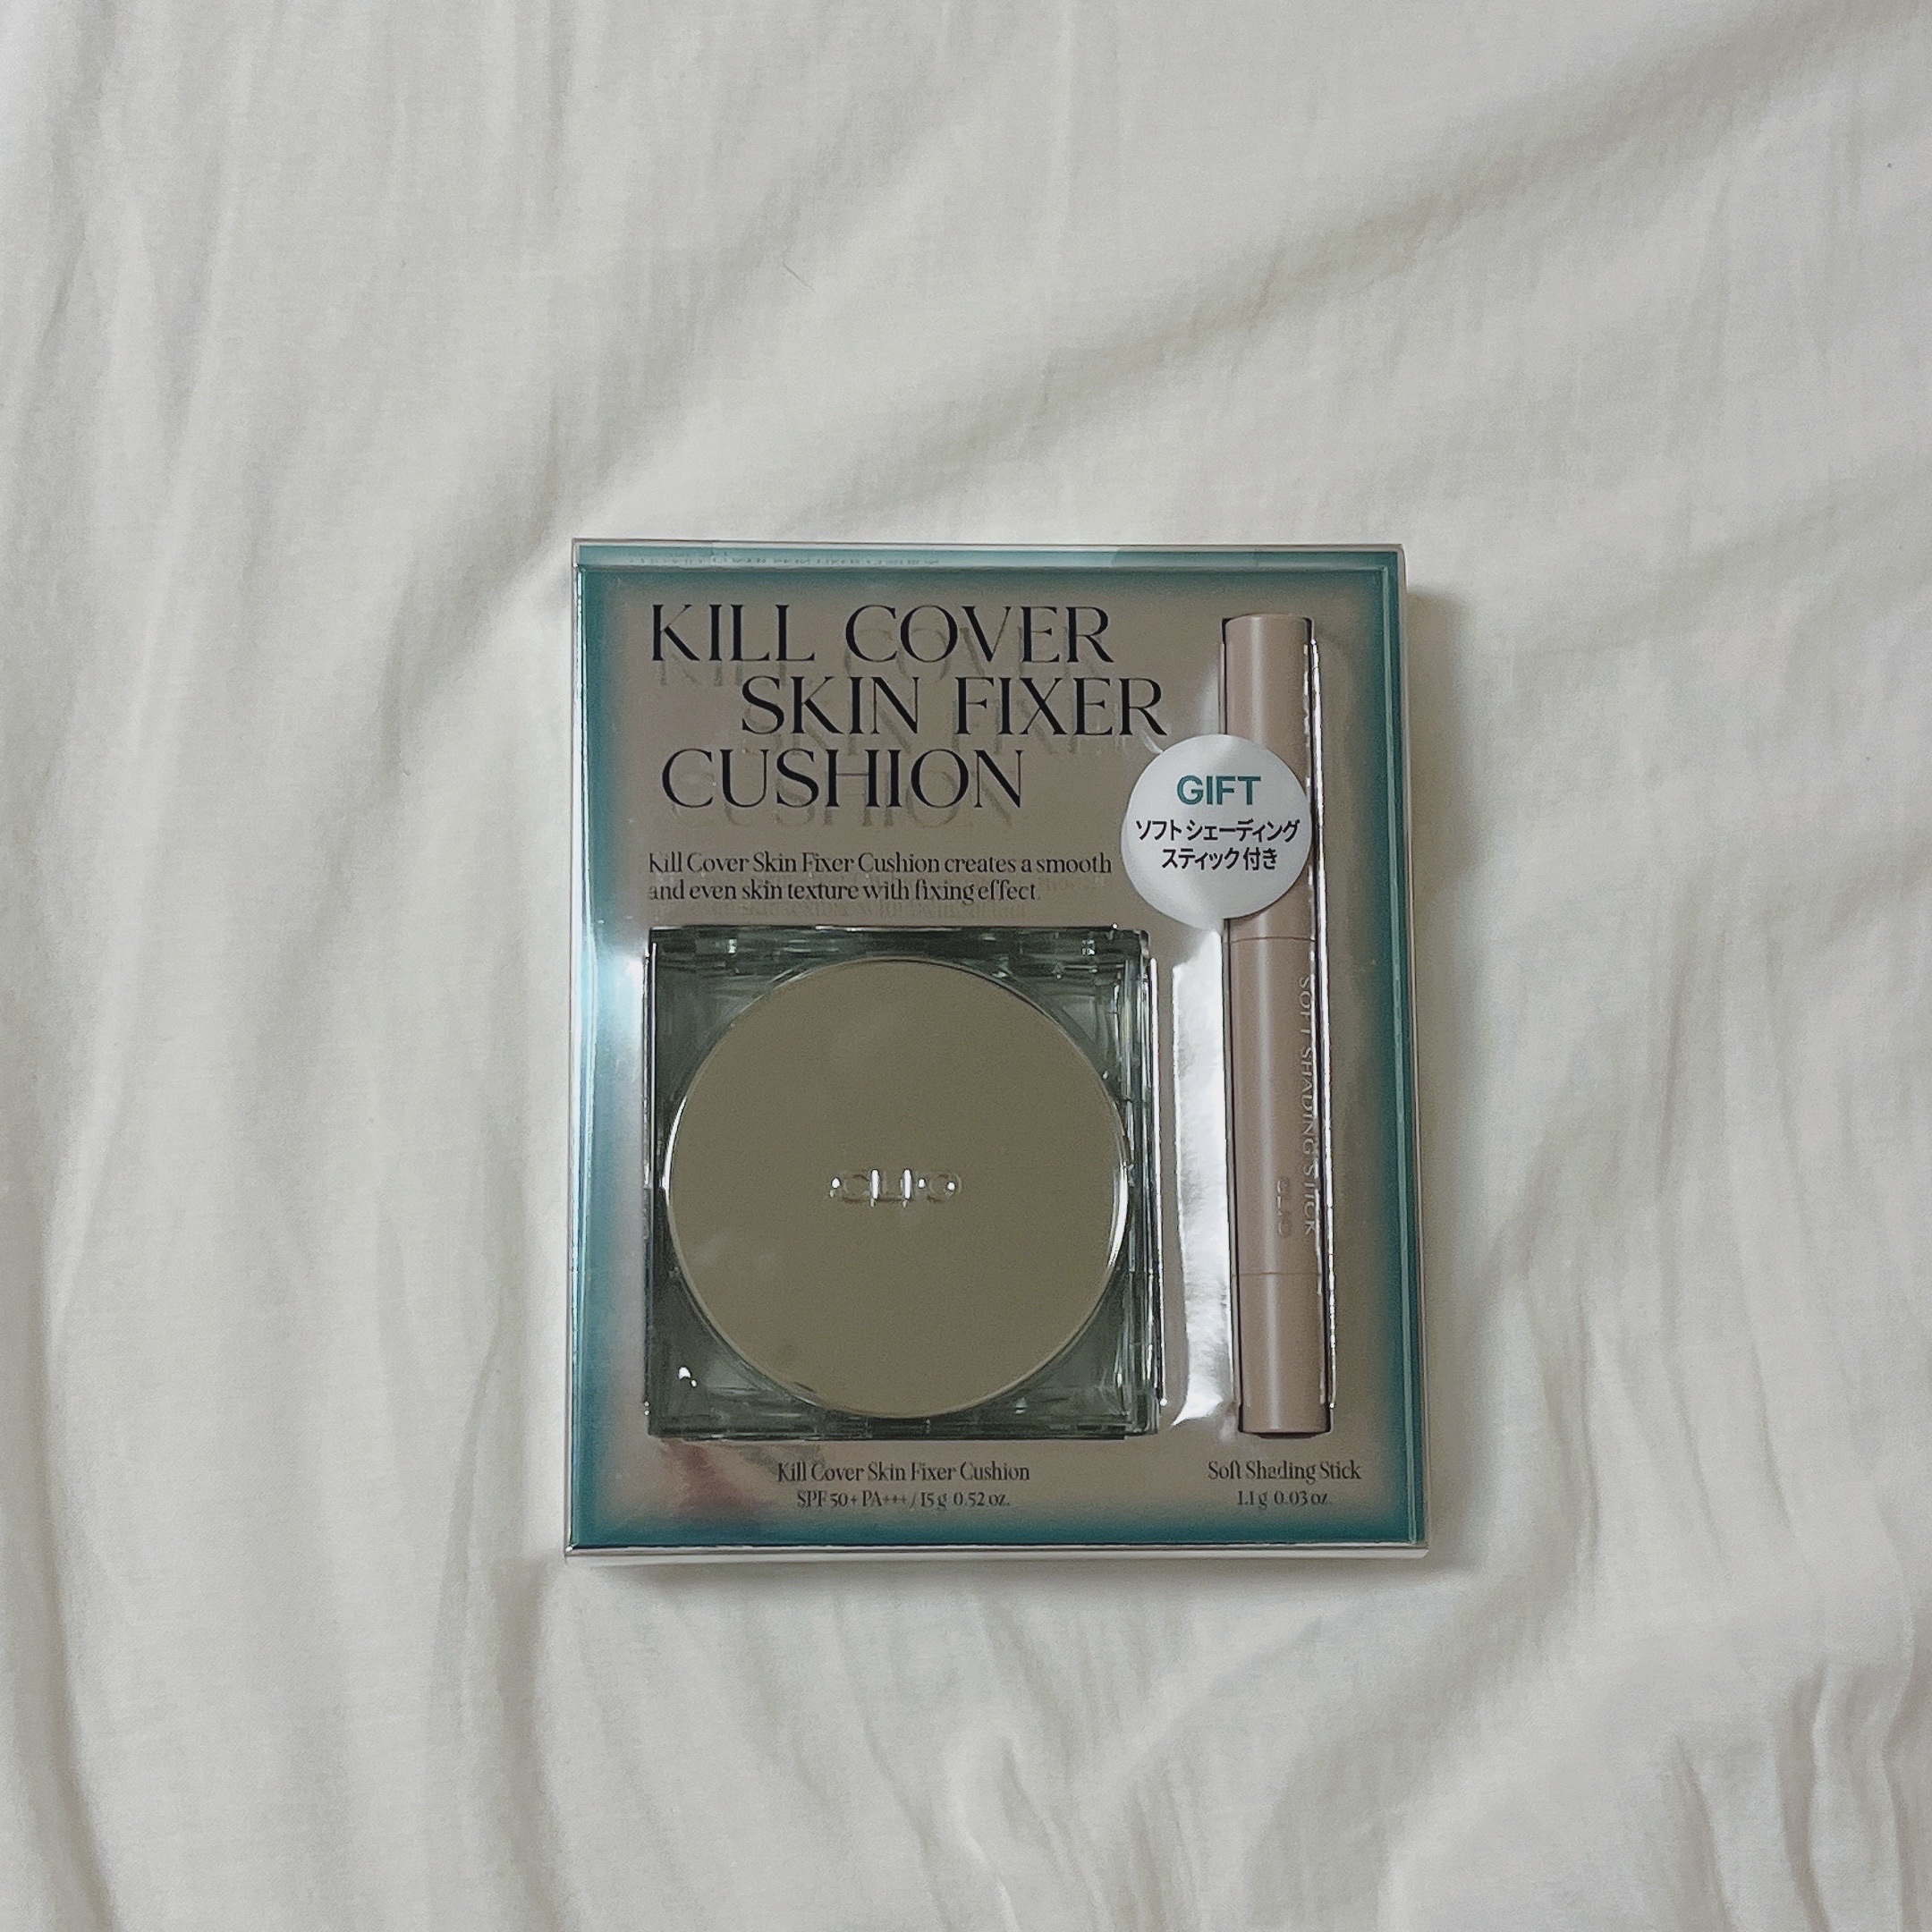 KILL COVER
SKIN FIXER
CUSHION
GIFT
ソフトシェーディング
スティック付き
Kill Cover Skin Fixer Cushion creates a smooth
and even skin texture with fixing effect.
CLIO
SOFT SHADING STICK
CLIO
Kill Cover Skin Fixer Cushion
SPF 50+ PA+++ / 15 g 0.52 oz.
Soft Shading Stick
1.1 g 0.03 oz.